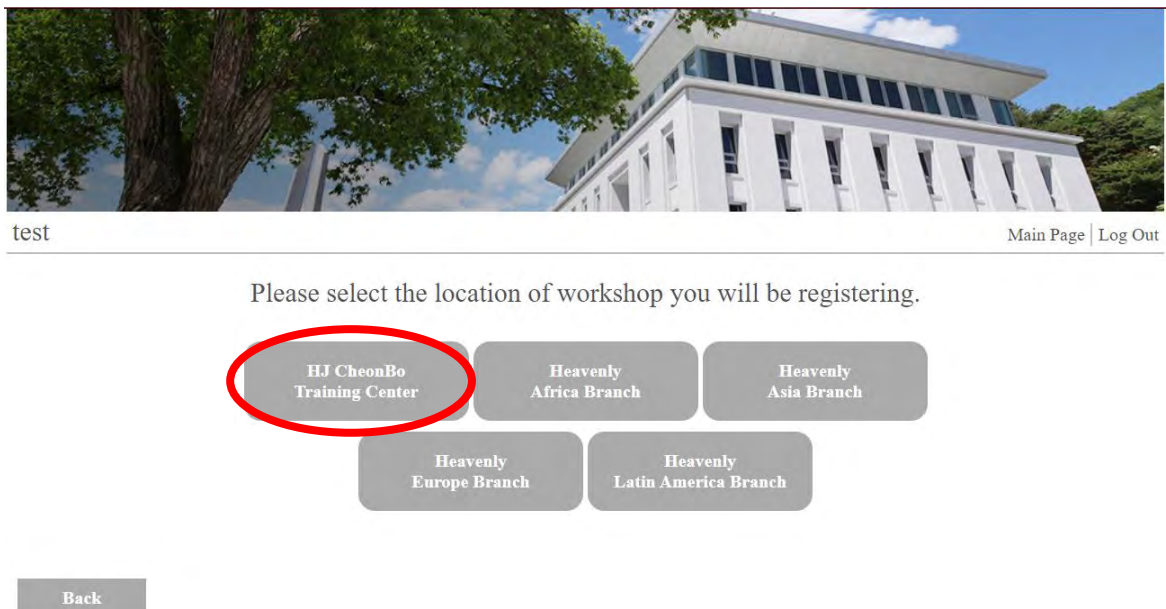 test
Main Page | Log Out
Please select the location of workshop you will be registering.
HJ CheonBo
Training Center
Heavenly
Africa Branch
Heavenly
Asia Branch
Heavenly
Europe Branch
Heavenly
Latin America Branch
Back